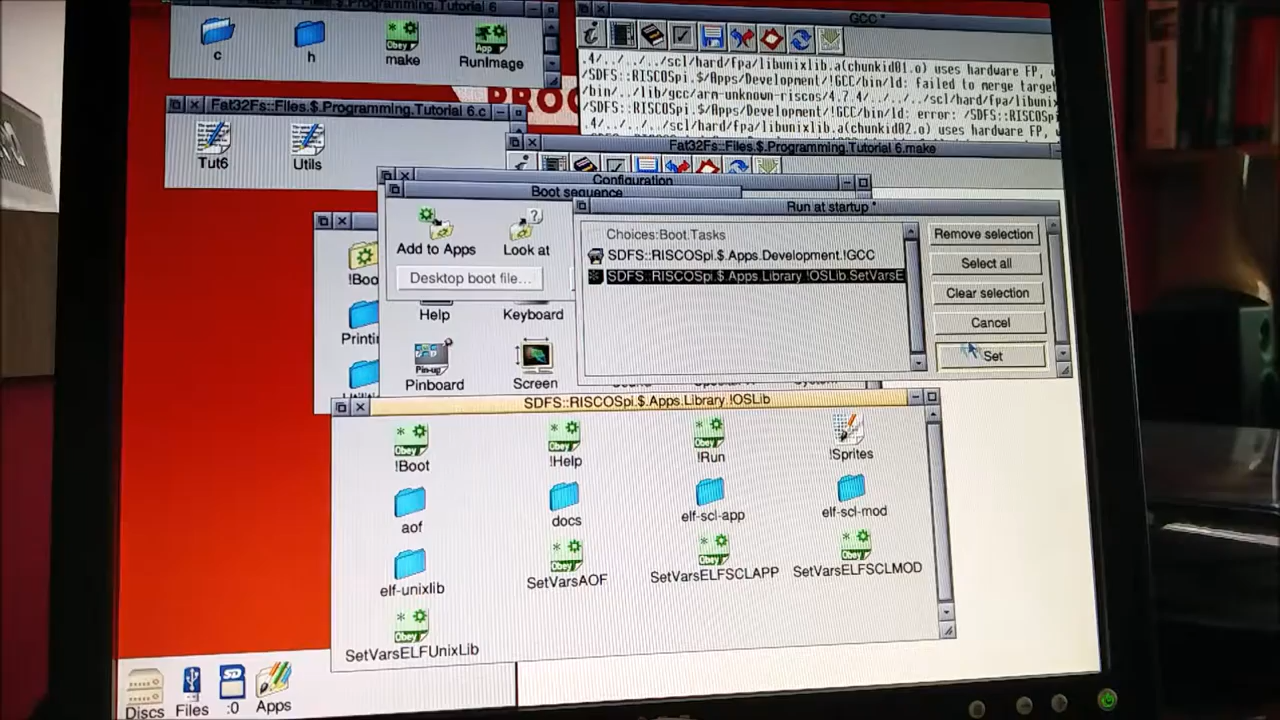 .Programming.Tutorial 6
c
h
make
RunImage
GCC *
.4/../../../scl/hard/fpa/libunixlib.a(chunkid01.o) uses hardware FP,
/SDFS::RISCOSpi.$/Apps/Development/!GCC/bin/ld: failed to merge target
/bin/../lib/gcc/arm-unknown-riscos/4.7.4/../../../scl/hard/fpa/libunix
/SDFS::RISCOSpi.$/Apps/Development/!GCC/bin/ld: error: /SDFS::RISCOSp
.4/../../../scl/hard/fpa/libunixlib.a(chunkid02.o) uses hardware FP,
PROG
Fat32Fs::Files.$.Programming.Tutorial 6.c
Tut6
Utils
Fat32Fs::Files.$.Programming.Tutorial 6.make
Configuration
Boot sequence
Run at startup *
Add to Apps
Look at
Desktop boot file...
Choices:Boot.Tasks
SDFS::RISCOSpi.$.Apps.Development.!GCC
SDFS::RISCOSpi.$.Apps.Library.!OSLib.SetVarsE
Remove selection
Select all
Clear selection
Cancel
Set
!Boo
Printi
Help
Keyboard
Pinboard
Screen
SDFS::RISCOSpi.$.Apps.Library.!OSLib
!Boot
!Help
!Run
!Sprites
aof
docs
elf-scl-app
elf-scl-mod
elf-unixlib
SetVarsAOF
SetVarsELFSCLAPP
SetVarsELFSCLMOD
SetVarsELFUnixLib
Discs
Files
:0
Apps